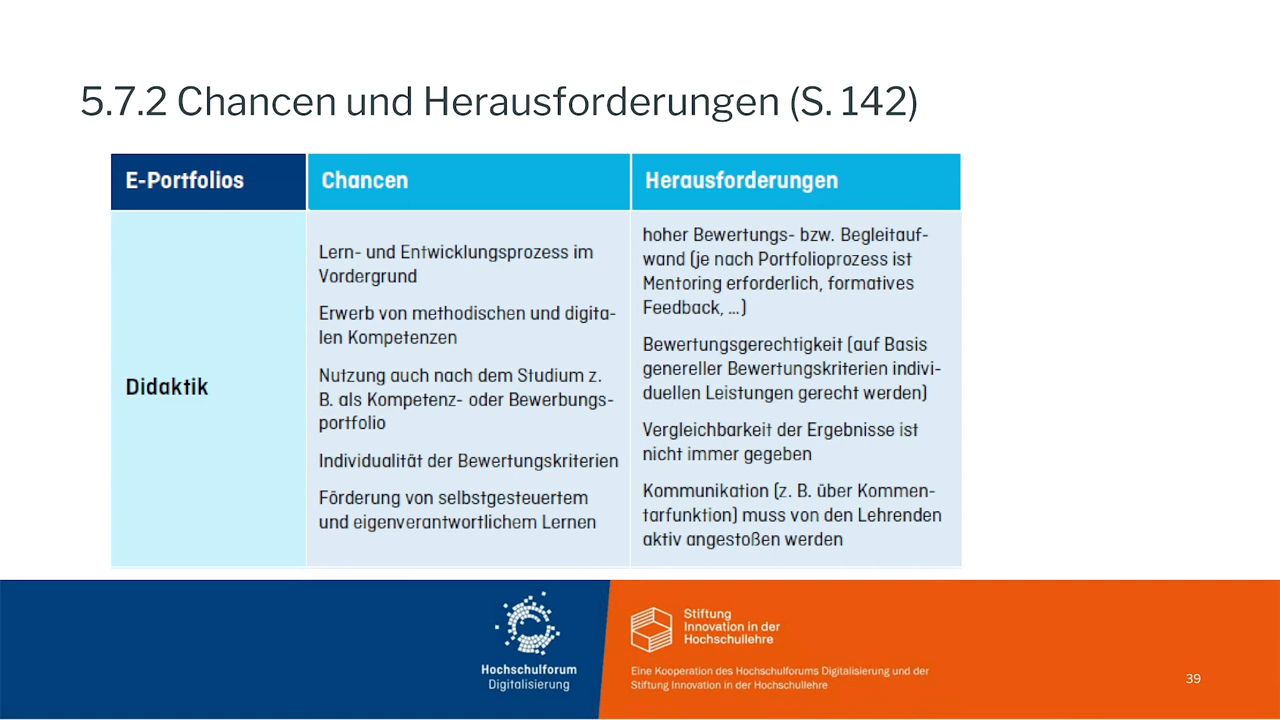 5.7.2 Chancen und Herausforderungen (S. 142)
E-Portfolios
Chancen
Herausforderungen
Didaktik
Lern- und Entwicklungsprozess im
Vordergrund
Erwerb von methodischen und digita-
len Kompetenzen
Nutzung auch nach dem Studium z.
B. als Kompetenz- oder Bewerbungs-
portfolio
Individualität der Bewertungskriterien
Förderung von selbstgesteuertem
und eigenverantwortlichem Lernen
hoher Bewertungs- bzw. Begleitauf-
wand (je nach Portfolioprozess ist
Mentoring erforderlich, formatives
Feedback, ...)
Bewertungsgerechtigkeit (auf Basis
genereller Bewertungskriterien indivi-
duellen Leistungen gerecht werden)
Vergleichbarkeit der Ergebnisse ist
nicht immer gegeben
Kommunikation (z. B. über Kommen-
tarfunktion) muss von den Lehrenden
aktiv angestoßen werden
Hochschulforum
Digitalisierung
Stiftung
Innovation in der
Hochschullehre
Eine Kooperation des Hochschulforums Digitalisierung und der
Stiftung Innovation in der Hochschullehre
39